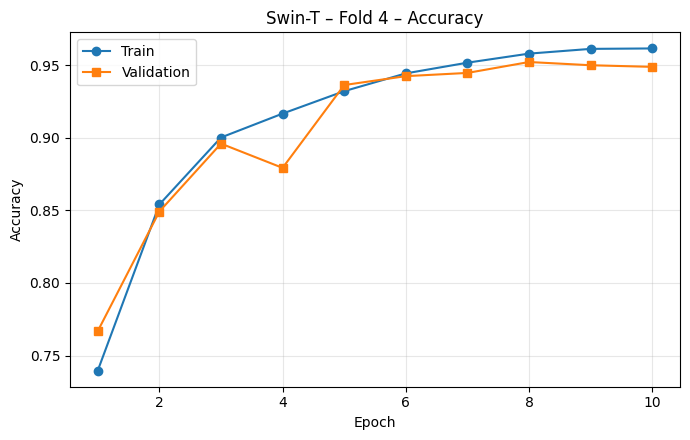 Swin-T – Fold 4 – Accuracy
Train
Validation
Accuracy
0.95
0.90
0.85
0.80
0.75
2 4 6 8 10
Epoch